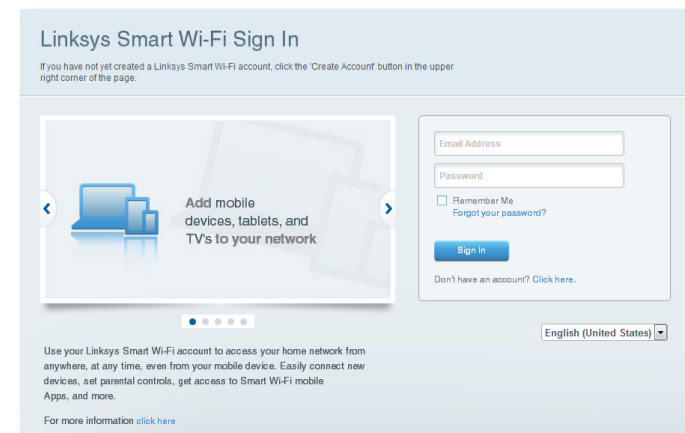 Linksys Smart Wi-Fi Sign In
If you have not yet created a Linksys Smart Wi-Fi account, click the 'Create Account' button in the upper
right corner of the page.
Add mobile
devices, tablets, and
TV's to your network
Email Address
Password
Remember Me
Forgot your password?
Sign In
Don't have an account? Click here.
English (United States)
Use your Linksys Smart Wi-Fi account to access your home network from
anywhere, at any time, even from your mobile device. Easily connect new
devices, set parental controls, get access to Smart Wi-Fi mobile
Apps, and more.
For more information click here